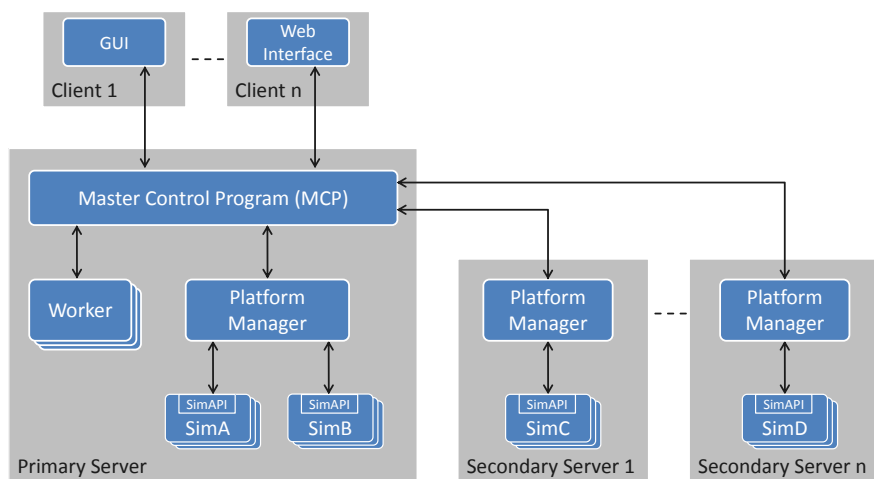 GUI
Client 1
Web
Interface
Client n
Master Control Program (MCP)
Worker
Platform
Manager
SimAPI
SimA
SimAPI
SimB
Primary Server
Platform
Manager
SimAPI
SimC
Secondary Server 1
Platform
Manager
SimAPI
SimD
Secondary Server n